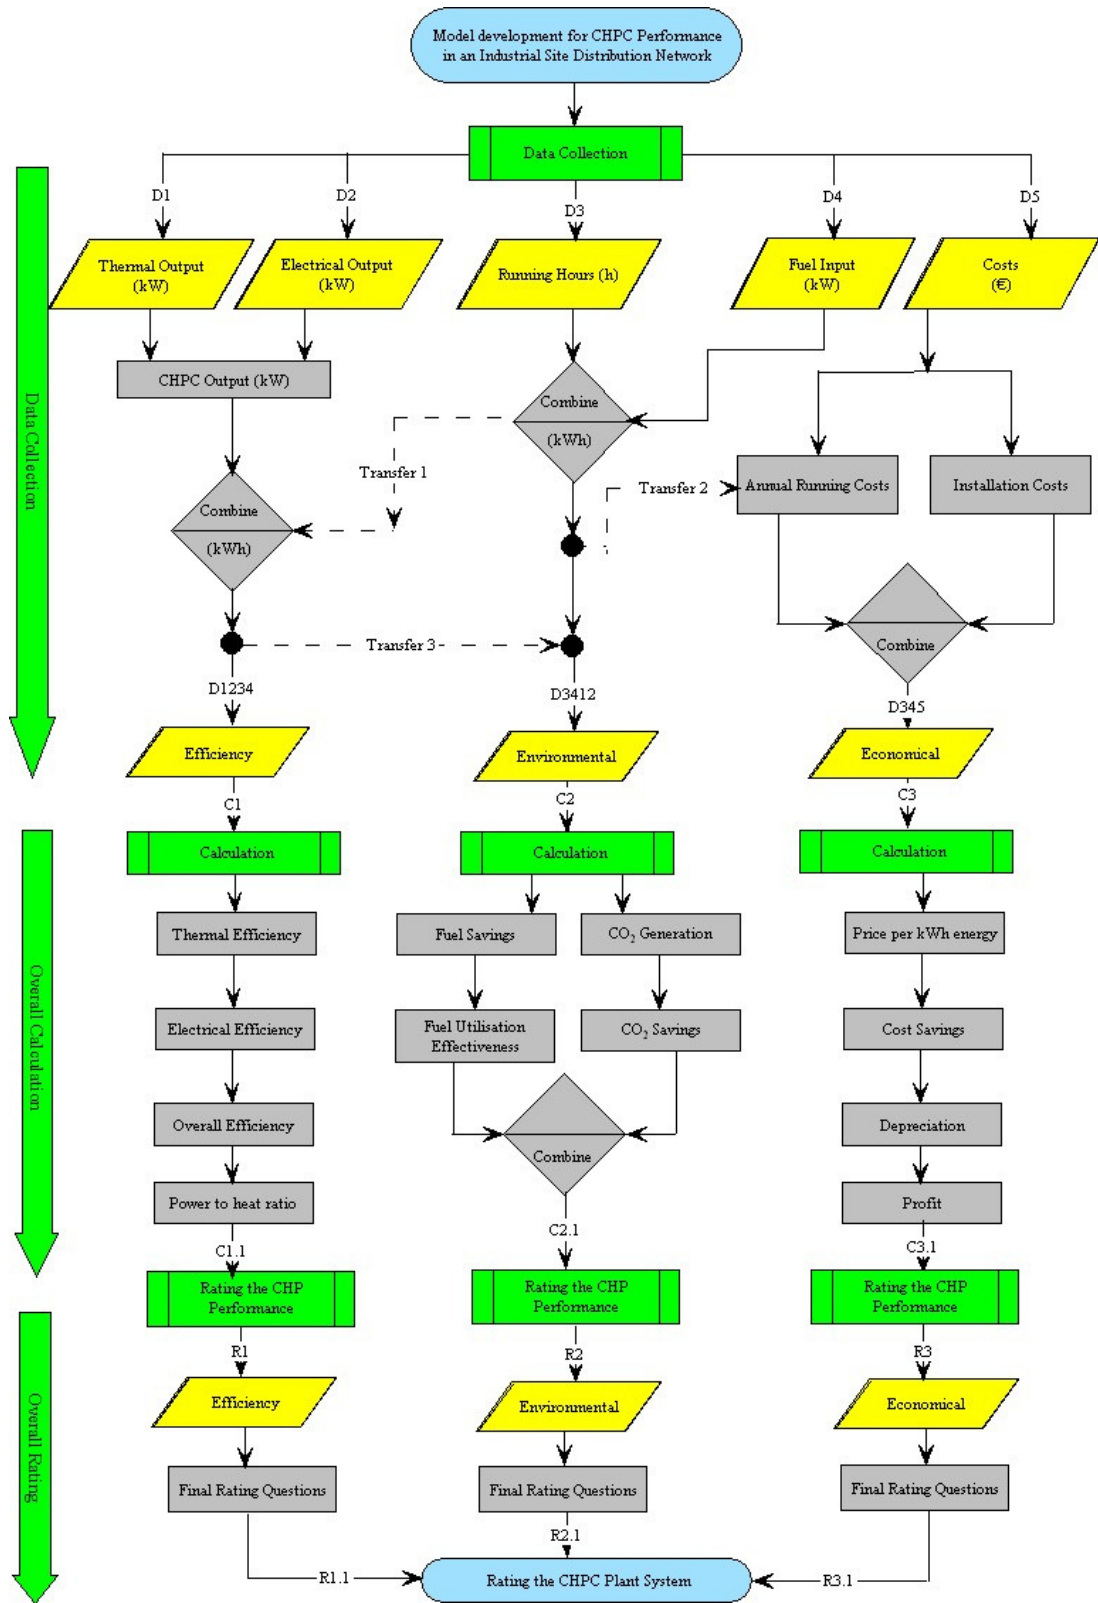 Model development for CHPC Performance
in an Industrial Site Distribution Network
Data Collection
D1
D2
D3
D4
D5
Thermal Output
(kW)
Electrical Output
(kW)
Running Hours (h)
Fuel Input
(kW)
Costs
(€)
CHPC Output (kW)
Combine
(kWh)
Transfer 1
Transfer 2
Annual Running Costs
Installation Costs
Combine
(kWh)
Combine
Transfer 3
D1234
D3412
D345
Data Collection
Efficiency
Environmental
Economical
C1
C2
C3
Calculation
Calculation
Calculation
Thermal Efficiency
Fuel Savings
CO₂ Generation
Price per kWh energy
Electrical Efficiency
Fuel Utilisation
Effectiveness
CO₂ Savings
Cost Savings
Overall Calculation
Overall Efficiency
Combine
Depreciation
Power to heat ratio
Profit
C1.1
C2.1
C3.1
Rating the CHP
Performance
Rating the CHP
Performance
Rating the CHP
Performance
R1
R2
R3
Efficiency
Environmental
Economical
Overall Rating
Final Rating Questions
Final Rating Questions
Final Rating Questions
R1.1
R2.1
R3.1
Rating the CHPC Plant System